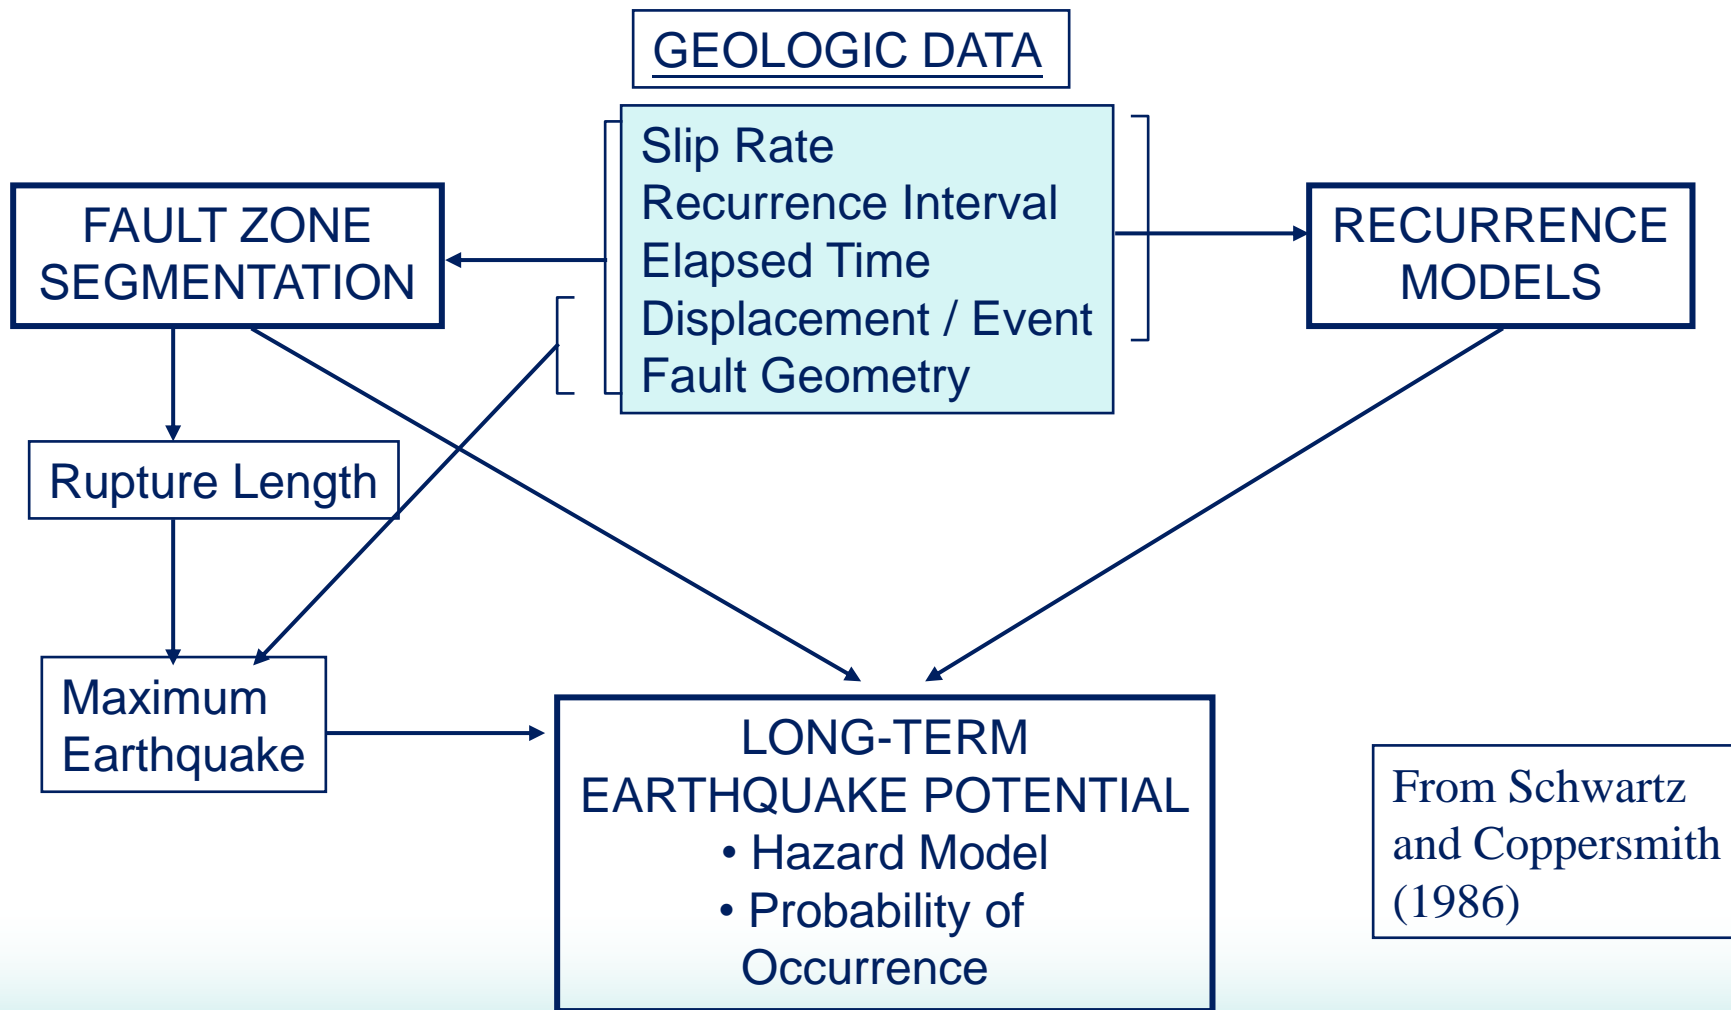 GEOLOGIC DATA
Slip Rate
Recurrence Interval
Elapsed Time
Displacement / Event
Fault Geometry
FAULT ZONE
SEGMENTATION
RECURRENCE
MODELS
Rupture Length
Maximum
Earthquake
LONG-TERM
EARTHQUAKE POTENTIAL
• Hazard Model
• Probability of
Occurrence
From Schwartz
and Coppersmith
(1986)